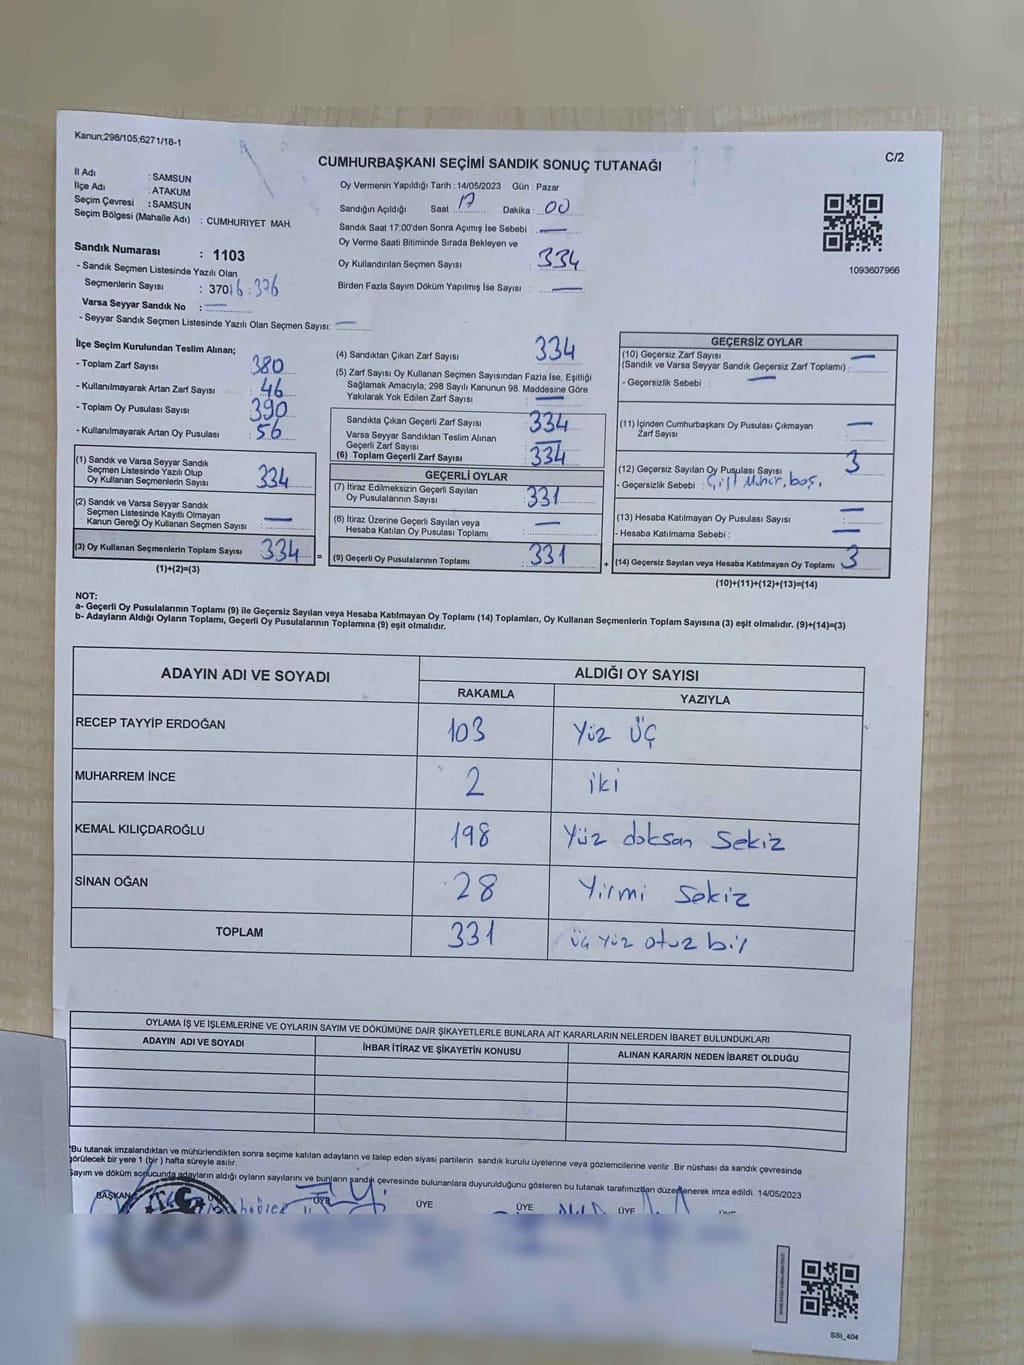 Kanun;298/105;6271/18-1
C/2
CUMHURBAŞKANI SEÇİMİ SANDIK SONUÇ TUTANAĞI
İl Adı : SAMSUN
İlçe Adı : ATAKUM
Seçim Çevresi : SAMSUN
Seçim Bölgesi (Mahalle Adı) : CUMHURIYET MAH.
Sandık Numarası : 1103
- Sandık Seçmen Listesinde Yazılı Olan
Seçmenlerin Sayısı : 370
Varsa Seyyar Sandık No : —
- Seyyar Sandık Seçmen Listesinde Yazılı Olan Seçmen Sayısı: —
Oy Vermenin Yapıldığı Tarih : 14/05/2023 Gün : Pazar
Sandığın Açıldığı Saat 17 Dakika : 00
Sandık Saat 17:00'den Sonra Açımış İse Sebebi : —
Oy Verme Saati Bitiminde Sırada Bekleyen ve
Oy Kullandırılan Seçmen Sayısı : 334
Birden Fazla Sayım Döküm Yapılmış İse Sayısı : —
1093607966
İlçe Seçim Kurulundan Teslim Alınan;
- Toplam Zarf Sayısı : 380
- Kullanılmayarak Artan Zarf Sayısı : 46
- Toplam Oy Pusulası Sayısı : 390
- Kullanılmayarak Artan Oy Pusulası : 56
(1) Sandık ve Varsa Seyyar Sandık
Seçmen Listesinde Yazılı Olup
Oy Kullanan Seçmenlerin Sayısı : 334
(2) Sandık ve Varsa Seyyar Sandık
Seçmen Listesinde Kayıtlı Olmayan
Kanun Gereği Oy Kullanan Seçmen Sayısı : —
(3) Oy Kullanan Seçmenlerin Toplam Sayısı : 334 =
(1)+(2)=(3)
(4) Sandıktan Çıkan Zarf Sayısı : 334
(5) Zarf Sayısı Oy Kullanan Seçmen Sayısından Fazla İse, Eşitliği
Sağlamak Amacıyla; 298 Sayılı Kanunun 98. Maddesine Göre
Yakılarak Yok Edilen Zarf Sayısı : —
Sandıkta Çıkan Geçerli Zarf Sayısı : 334
Varsa Seyyar Sandıktan Teslim Alınan
Geçerli Zarf Sayısı : —
(6) Toplam Geçerli Zarf Sayısı : 334
GEÇERLİ OYLAR
(7) İtiraz Edilmeksizin Geçerli Sayılan
Oy Pusulalarının Sayısı : 331
(8) İtiraz Üzerine Geçerli Sayılan veya
Hesaba Katılan Oy Pusulası Toplamı : —
(9) Geçerli Oy Pusulalarının Toplamı : 331 +
GEÇERSİZ OYLAR
(10) Geçersiz Zarf Sayısı
(Sandık ve Varsa Seyyar Sandık Geçersiz Zarf Toplamı) : —
- Geçersizlik Sebebi : —
(11) İçinden Cumhurbaşkanı Oy Pusulası Çıkmayan
Zarf Sayısı : —
(12) Geçersiz Sayılan Oy Pusulası Sayısı : 3
- Geçersizlik Sebebi : Çift Mühür, boş,
(13) Hesaba Katılmayan Oy Pusulası Sayısı : —
- Hesaba Katılmama Sebebi : —
(14) Geçersiz Sayılan veya Hesaba Katılmayan Oy Toplamı : 3
(10)+(11)+(12)+(13)=(14)
NOT:
a- Geçerli Oy Pusulalarının Toplamı (9) ile Geçersiz Sayılan veya Hesaba Katılmayan Oy Toplamı (14) Toplamları, Oy Kullanan Seçmenlerin Toplam Sayısına (3) eşit olmalıdır. (9)+(14)=(3)
b- Adayların Aldığı Oyların Toplamı, Geçerli Oy Pusulalarının Toplamına (9) eşit olmalıdır.
ADAYIN ADI VE SOYADI ALDIĞI OY SAYISI
RAKAMLA YAZIYLA
RECEP TAYYİP ERDOĞAN 103 Yüz Üç
MUHARREM İNCE 2 iki
KEMAL KILIÇDAROĞLU 198 Yüz doksan Sekiz
SİNAN OĞAN 28 Yirmi Sekiz
TOPLAM 331 üç yüz otuz bir
OYLAMA İŞ VE İŞLEMLERİNE VE OYLARIN SAYIM VE DÖKÜMÜNE DAİR ŞİKAYETLERLE BUNLARA AİT KARARLARIN NELERDEN İBARET BULUNDUKLARI
ADAYIN ADI VE SOYADI İHBAR İTİRAZ VE ŞİKAYETİN KONUSU ALINAN KARARIN NEDEN İBARET OLDUĞU
*Bu tutanak imzalandıktan ve mühürlendikten sonra seçime katılan adayların ve talep eden siyasi partilerin sandık kurulu üyelerine veya gözlemcilerine verilir .Bir nüshası da sandık çevresinde
görülecek bir yere 1 (bir ) hafta süreyle asılır.
Sayım ve döküm sonucunda adayların aldığı oyların sayılarını ve bunların sandık çevresinde bulunanlara duyurulduğunu gösteren bu tutanak tarafımızdan düzenlenerek imza edildi. 14/05/2023
BAŞKAN ÜYE ÜYE ÜYE ÜYE ÜYE
SSI_404